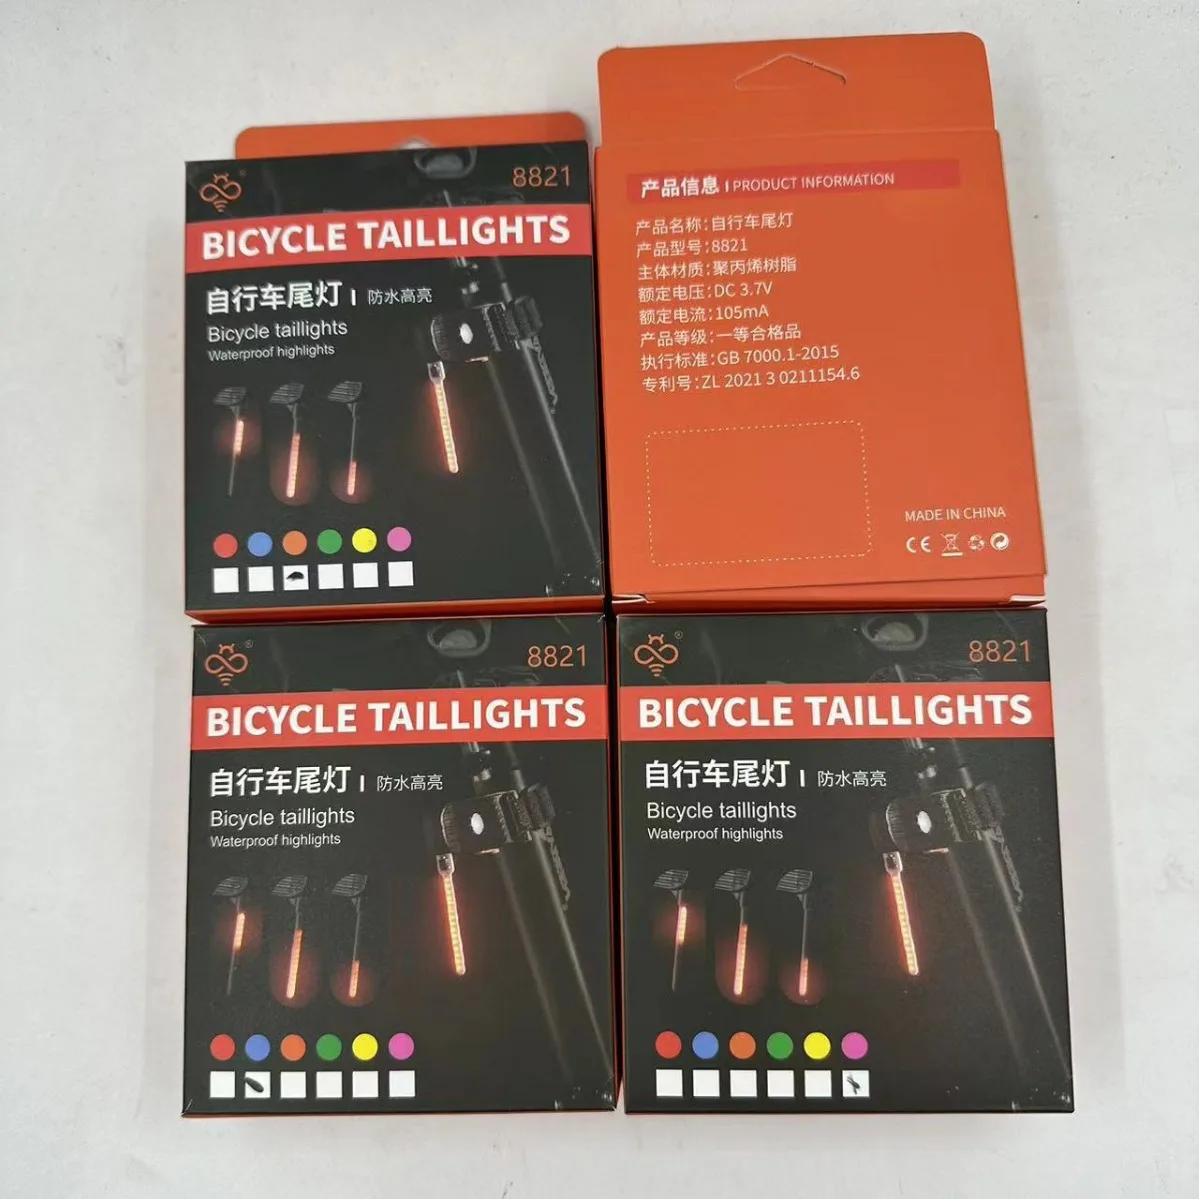 8821
BICYCLE TAILLIGHTS
自行车尾灯 | 防水高亮
Bicycle taillights
Waterproof highlights
产品信息 | PRODUCT INFORMATION
产品名称:自行车尾灯
产品型号:8821
主体材质:聚丙烯树脂
额定电压:DC 3.7V
额定电流:105mA
产品等级:一等合格品
执行标准:GB 7000.1-2015
专利号:ZL 2021 3 0211154.6
MADE IN CHINA
CE
8821
BICYCLE TAILLIGHTS
自行车尾灯 | 防水高亮
Bicycle taillights
Waterproof highlights
8821
BICYCLE TAILLIGHTS
自行车尾灯 | 防水高亮
Bicycle taillights
Waterproof highlights